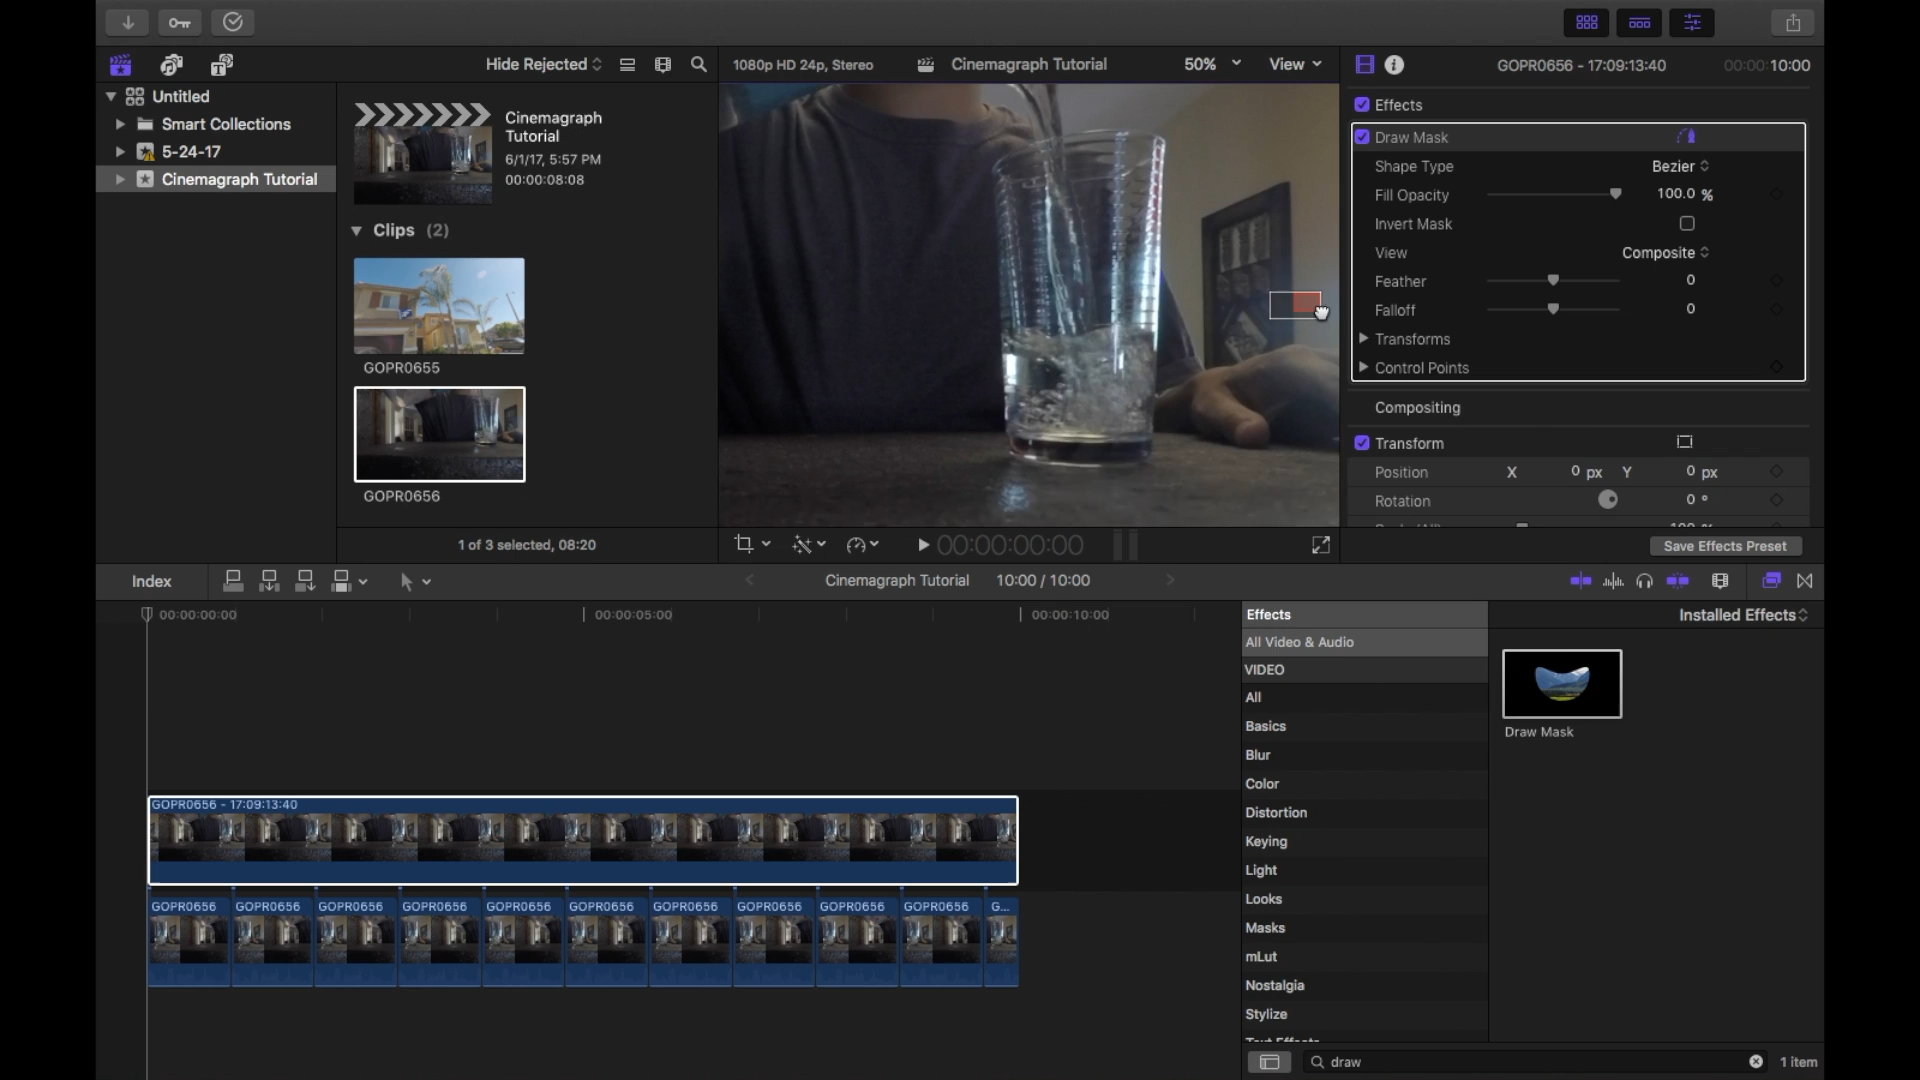 Hide Rejected
1080p HD 24p, Stereo
Cinemagraph Tutorial
50%
View
GOPR0656 - 17:09:13:40
00:00:10:00
Untitled
Smart Collections
5-24-17
Cinemagraph Tutorial
Cinemagraph
Tutorial
6/1/17, 5:57 PM
00:00:08:08
Clips (2)
GOPR0655
GOPR0656
1 of 3 selected, 08:20
Effects
Draw Mask
Shape Type
Bezier
Fill Opacity
100.0 %
Invert Mask
View
Composite
Feather
0
Falloff
0
Transforms
Control Points
Compositing
Transform
Position X 0 px Y 0 px
Rotation
0 °
00:00:00:00
Save Effects Preset
Index
Cinemagraph Tutorial
10:00 / 10:00
00:00:00:00
00:00:05:00
00:00:10:00
GOPR0656 - 17:09:13:40
GOPR0656 GOPR0656 GOPR0656 GOPR0656 GOPR0656 GOPR0656 GOPR0656 GOPR0656 GOPR0656 GOPR0656 G...
Effects
Installed Effects
All Video & Audio
VIDEO
All
Basics
Blur
Color
Distortion
Keying
Light
Looks
Masks
mLut
Nostalgia
Stylize
Draw Mask
draw
1 item